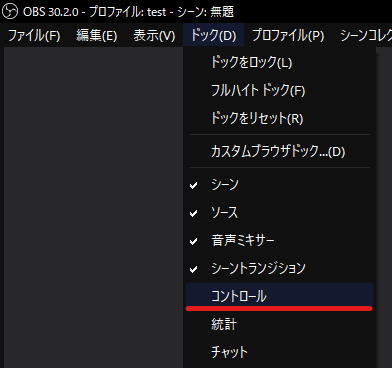 OBS 30.2.0 - プロファイル: test - シーン: 無題
ファイル(F) 編集(E) 表示(V) ドック(D) プロファイル(P) シーンコレク
ドックをロック(L)
フルハイト ドック(F)
ドックをリセット(R)
カスタムブラウザドック...(D)
シーン
ソース
音声ミキサー
シーントランジション
コントロール
統計
チャット